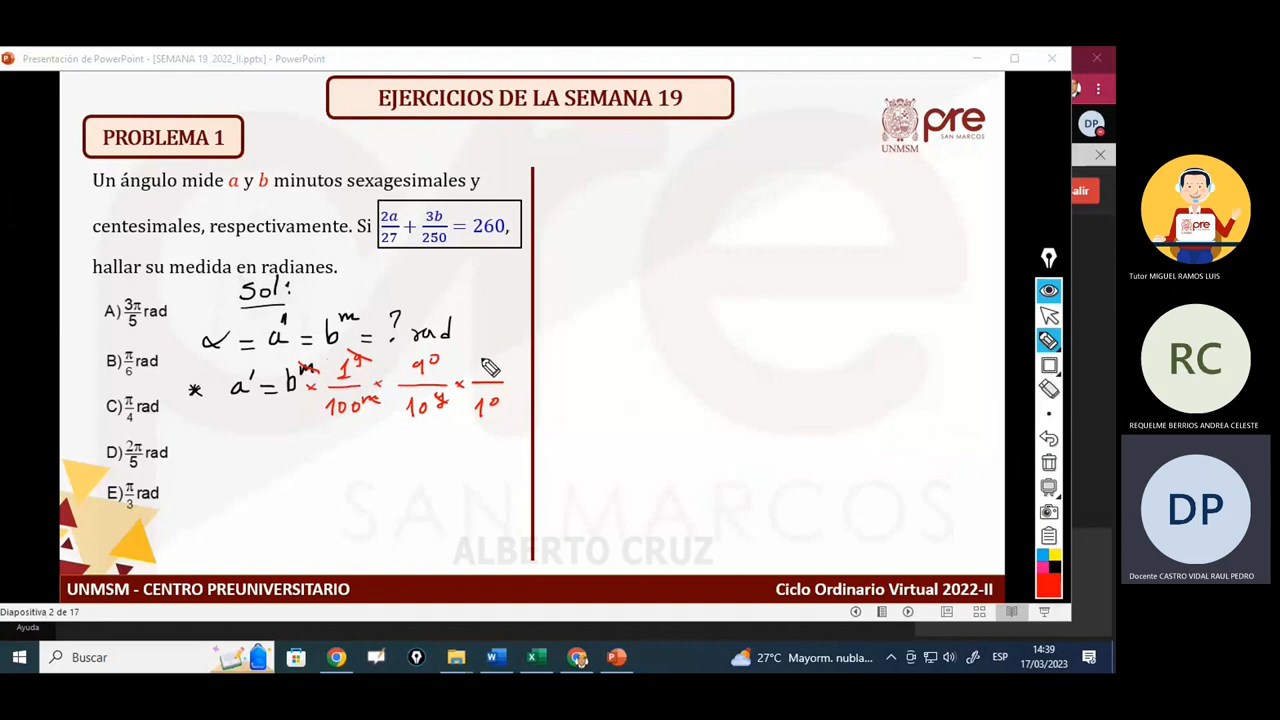 Presentación de PowerPoint - [SEMANA 19 2022_II.pptx] - PowerPoint
EJERCICIOS DE LA SEMANA 19
PROBLEMA 1
UNMSM
pre
SAN MARCOS
DP
alir
Un ángulo mide a y b minutos sexagesimales y
centesimales, respectivamente. Si 2a/27 + 3b/250 = 260,
hallar su medida en radianes.
Sol:
A) 3π/5 rad
B) π/6 rad
C) π/4 rad
D) 2π/5 rad
E) π/3 rad
α = a' = b^m = ? rad
* a' = b^m × 1^g/100^m × 9°/10^g × /1°
pre
SAN MARCOS
ALBERTO CRUZ
UNMSM - CENTRO PREUNIVERSITARIO
Ciclo Ordinario Virtual 2022-II
Diapositiva 2 de 17
Ayuda
Buscar
27°C Mayorm. nubla...
ESP
14:39
17/03/2023
pre
Tutor MIGUEL RAMOS LUIS
RC
REQUELME BERRIOS ANDREA CELESTE
DP
Docente CASTRO VIDAL RAUL PEDRO